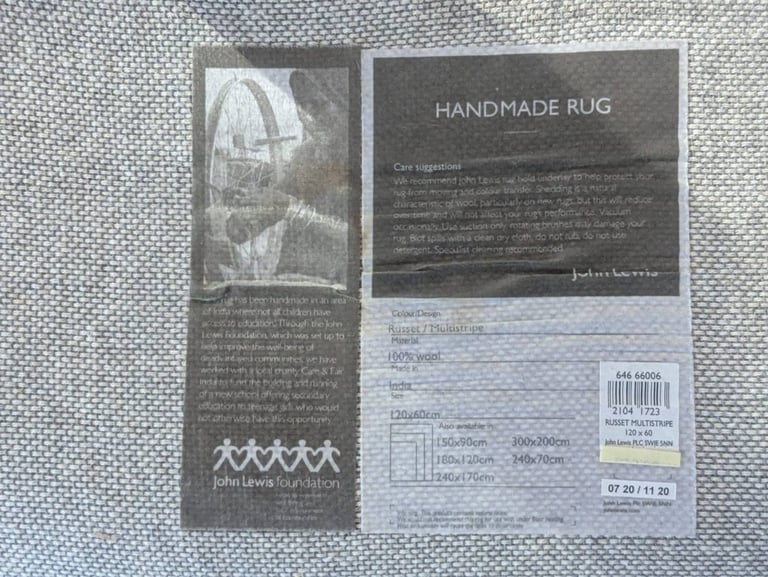 HANDMADE RUG
Care suggestions
We recommend John Lewis rug hold underlay to help protect your
rug from moving and colour transfer. Shedding is a natural
characteristic of wool, particularly on new rugs, but this will reduce
over time and will not affect your rug's performance. Vacuum
occasionally. Use suction only, rotating brushes may damage your
rug. Blot spills with a clean dry cloth, do not rub, do not use
detergent. Specialist cleaning recommended.
John Lewis
rug has been handmade in an area
of India where not all children have
access to education. Through the John
Lewis Foundation, which was set up to
help improve the well-being of
disadvantaged communities, we have
worked with a local charity, Care & Fair
India to fund the building and running
of a new school offering secondary
education to teenage girls who would
not otherwise have this opportunity.
John Lewis foundation
Colour/Design
Russet / Multistripe
Material
100% wool
Made in
India
Size
120x60cm
Also available in
150x90cm 300x200cm
180x120cm 240x70cm
240x170cm
646 66006
2104 1723
RUSSET MULTISTRIPE
120 x 60
John Lewis PLC SW1E 5NN
07 20 / 11 20
John Lewis Plc SW1E 5NN